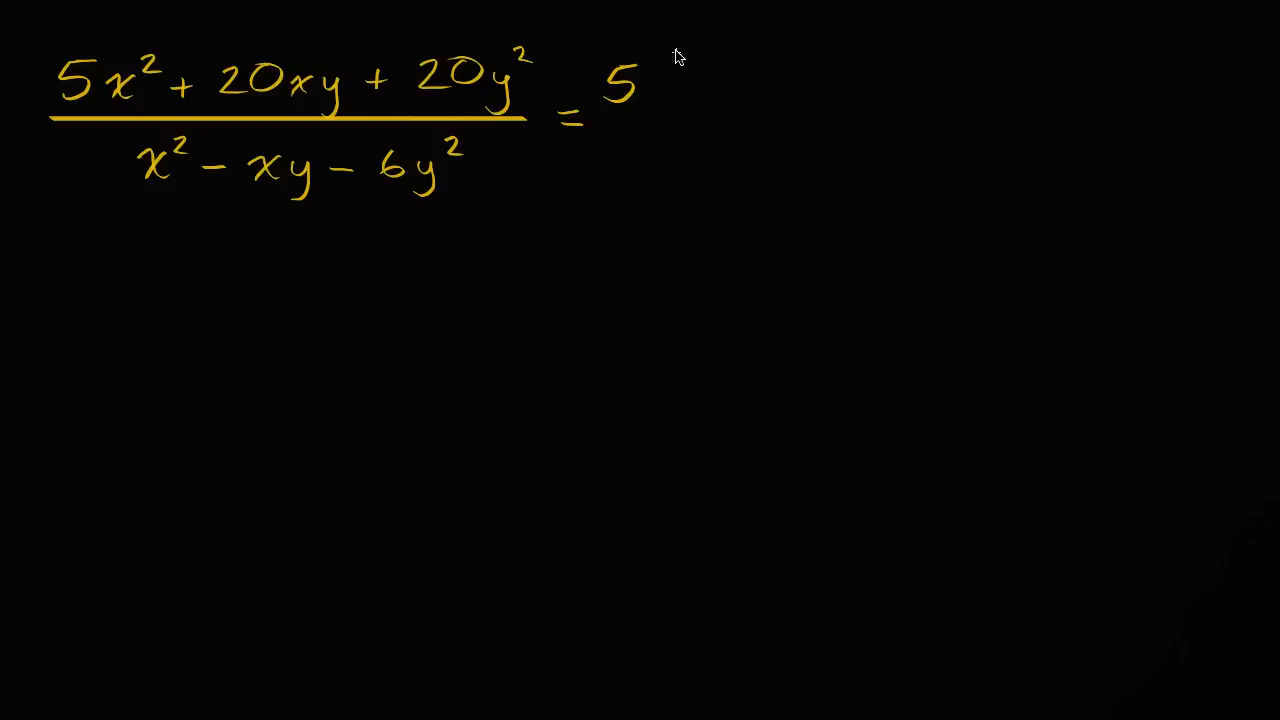 5x² + 20xy + 20y² = 5
x² - xy - 6y²